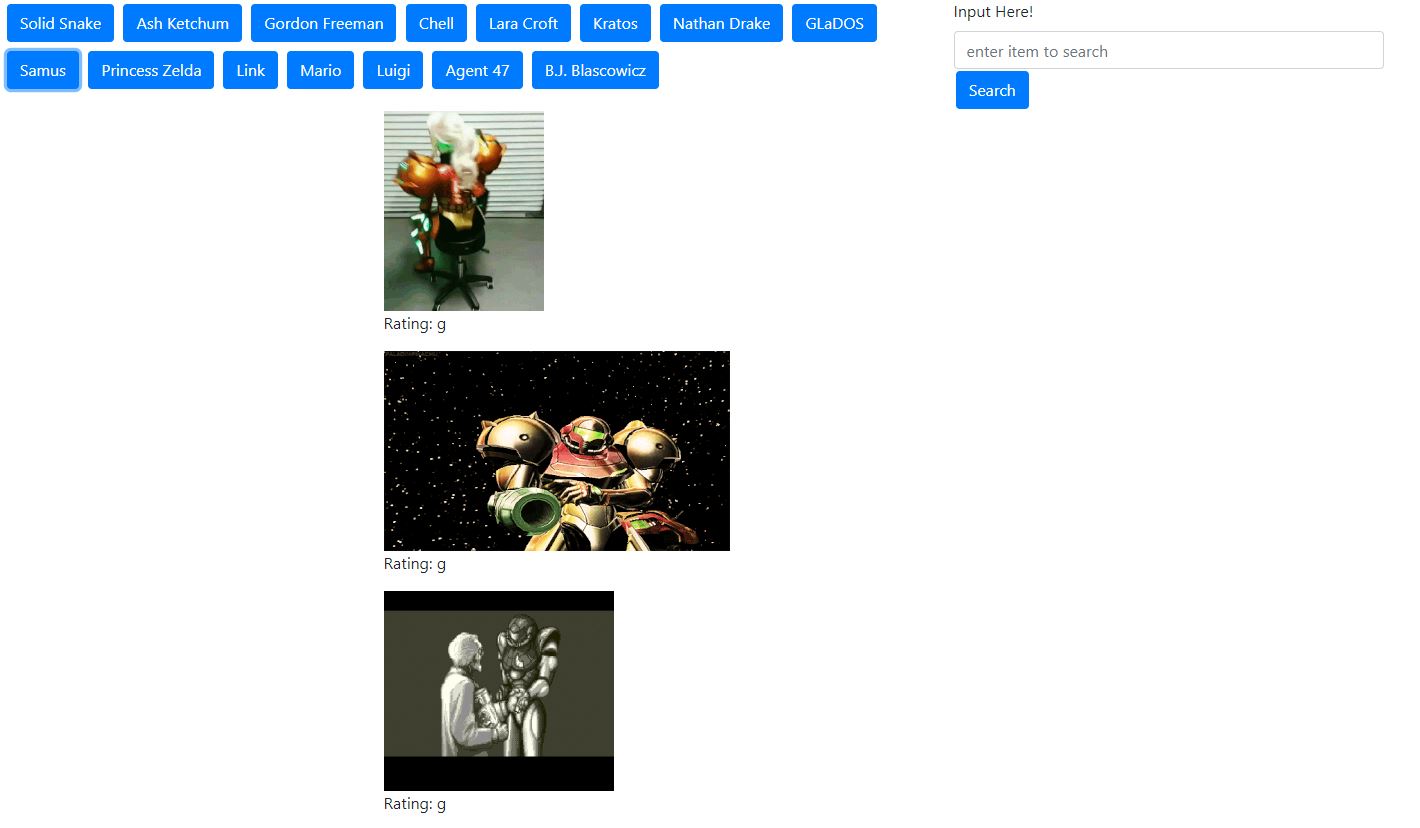 Solid Snake Ash Ketchum Gordon Freeman Chell Lara Croft Kratos Nathan Drake GLaDOS
Samus Princess Zelda Link Mario Luigi Agent 47 B.J. Blascowicz
Input Here!
enter item to search
Search
Rating: g
Rating: g
Rating: g